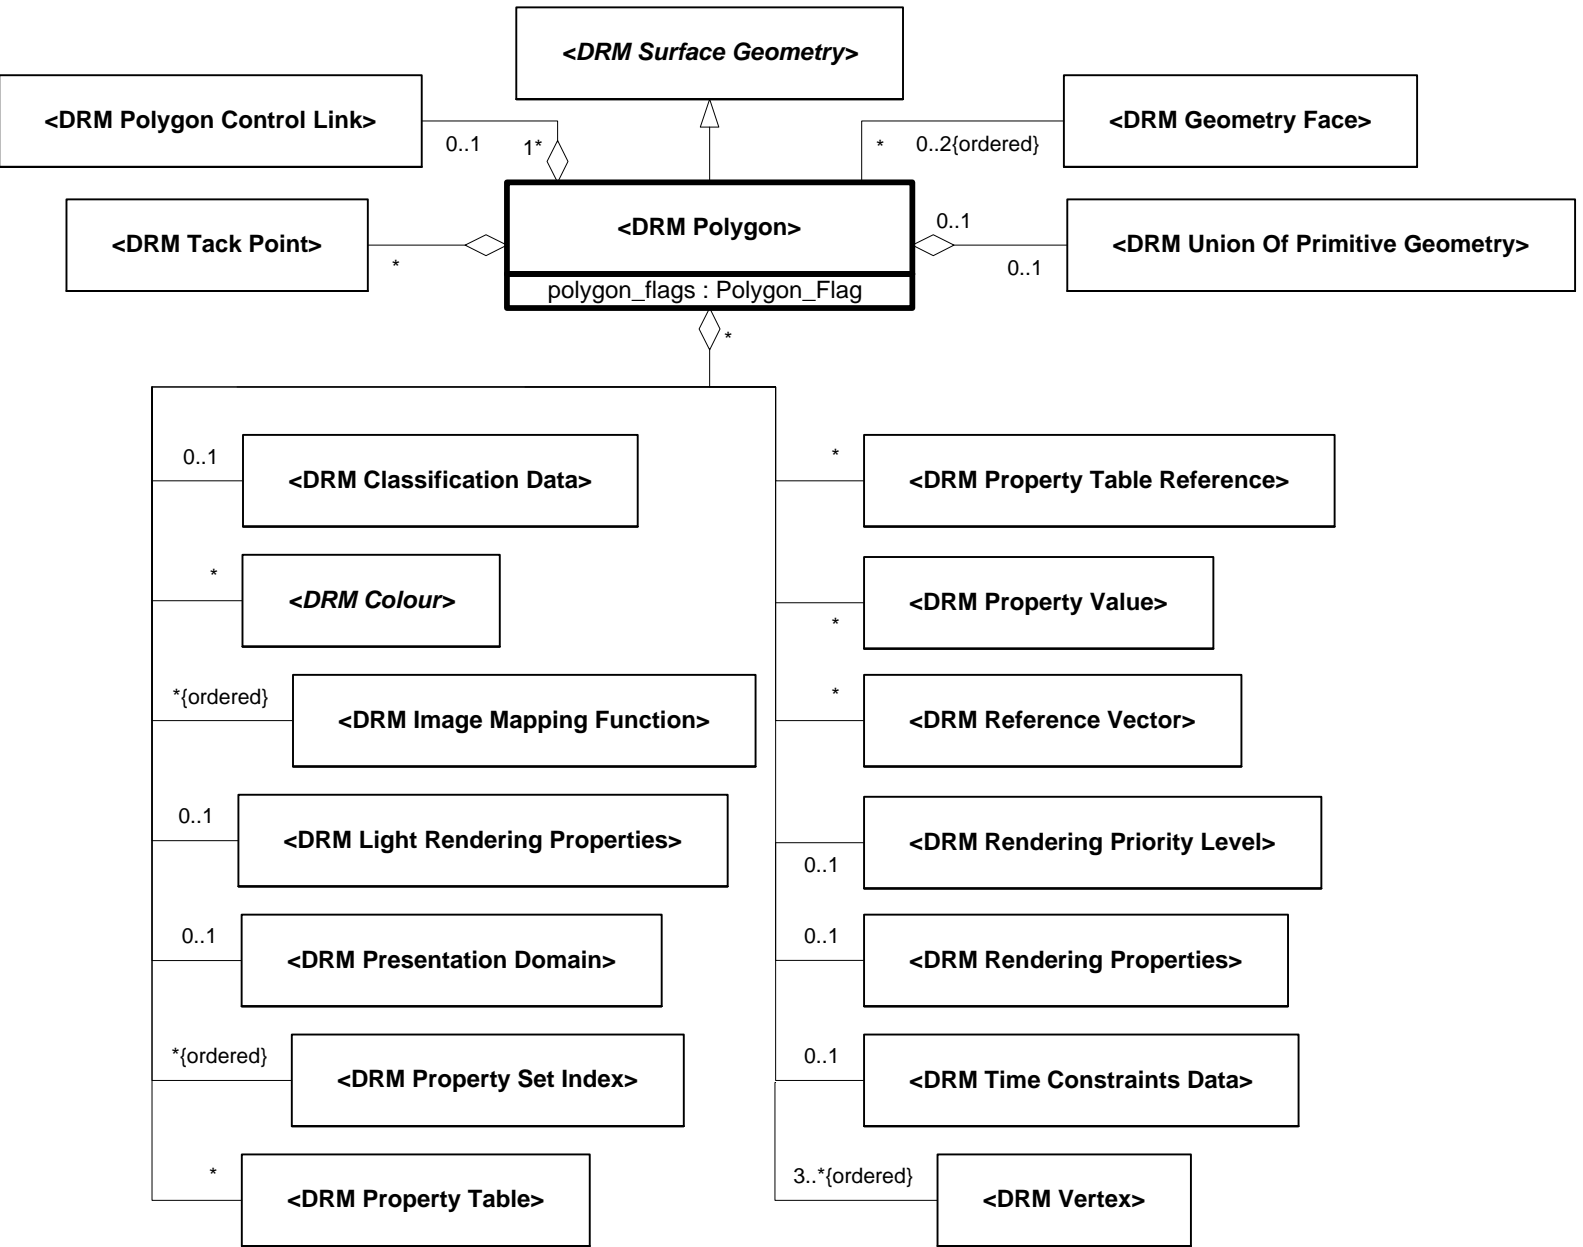 <DRM Surface Geometry>
<DRM Polygon Control Link>
0..1
1*
*
0..2{ordered}
<DRM Geometry Face>
<DRM Tack Point>
*
<DRM Polygon>
polygon_flags : Polygon_Flag
0..1
0..1
<DRM Union Of Primitive Geometry>
*
0..1
<DRM Classification Data>
*
<DRM Colour>
*{ordered}
<DRM Image Mapping Function>
0..1
<DRM Light Rendering Properties>
0..1
<DRM Presentation Domain>
*{ordered}
<DRM Property Set Index>
*
<DRM Property Table>
*
<DRM Property Table Reference>
*
<DRM Property Value>
*
<DRM Reference Vector>
0..1
<DRM Rendering Priority Level>
0..1
<DRM Rendering Properties>
0..1
<DRM Time Constraints Data>
3..*{ordered}
<DRM Vertex>